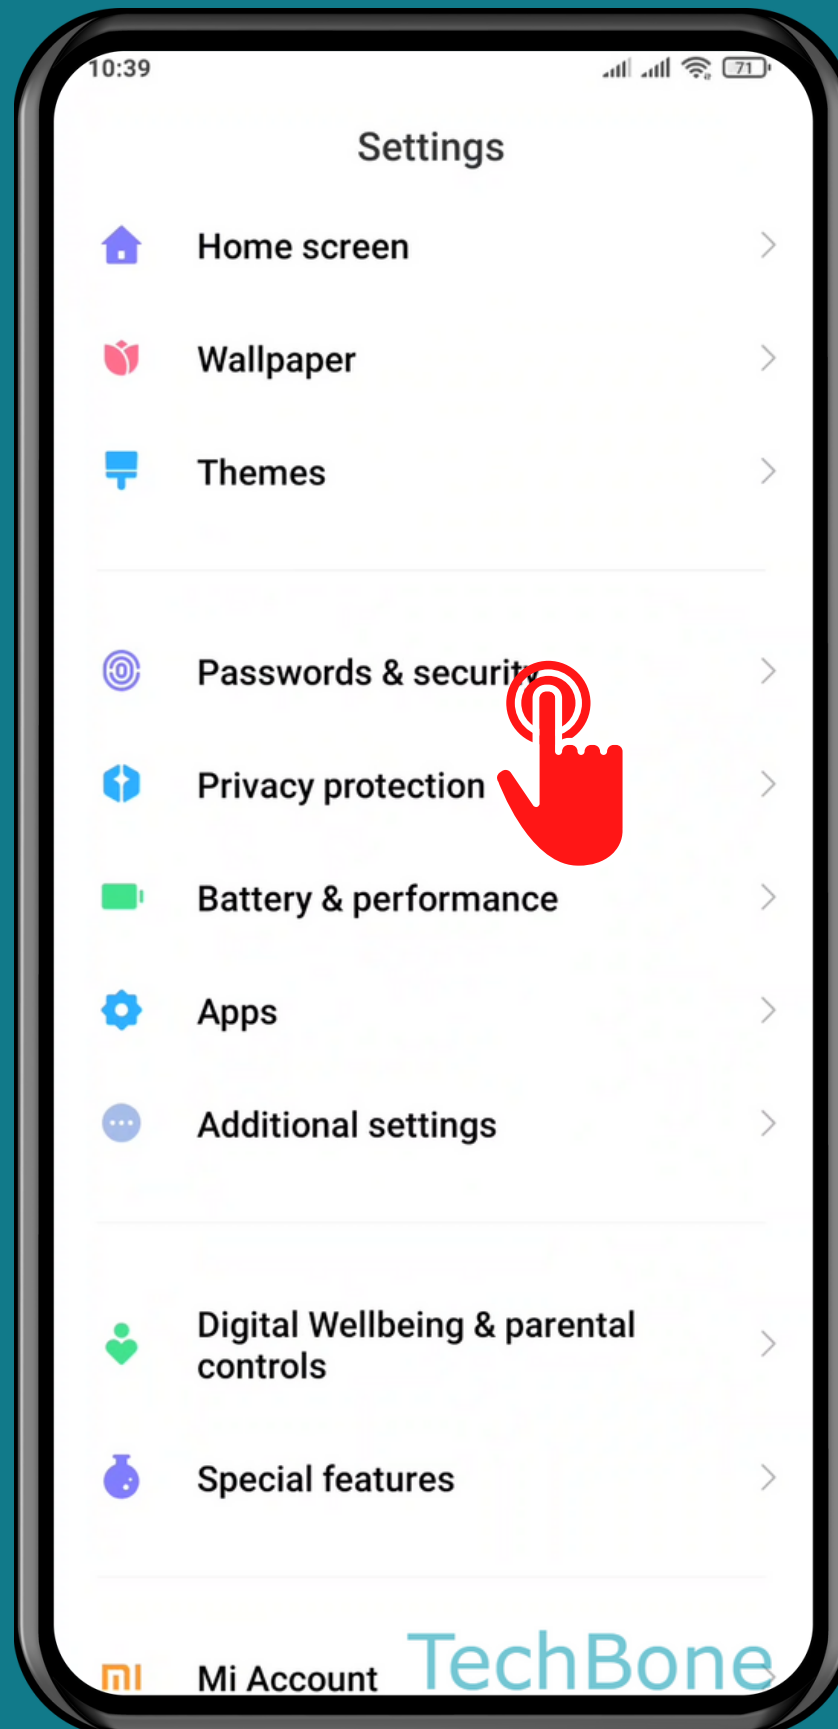 10:39
71
Settings
Home screen
Wallpaper
Themes
Passwords & security
Privacy protection
Battery & performance
Apps
Additional settings
Digital Wellbeing & parental
controls
Special features
Mi Account
TechBone